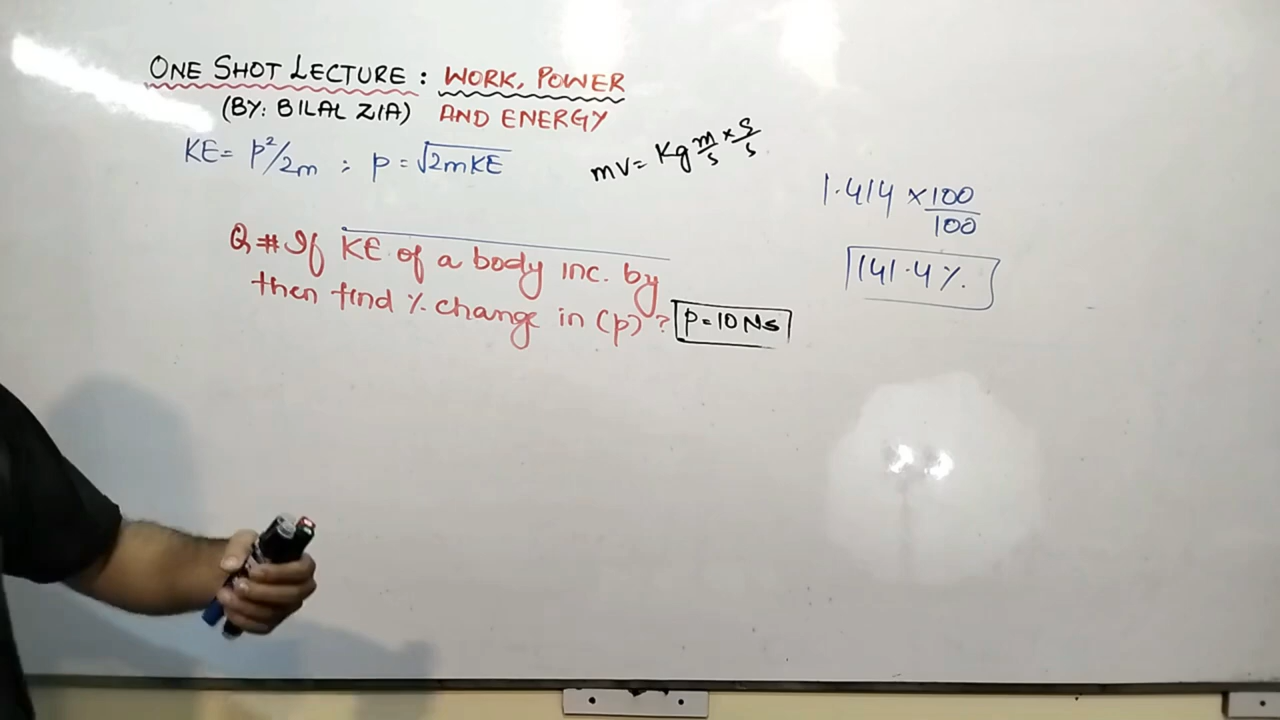 ONE SHOT LECTURE : WORK, POWER
(BY: BILAL ZIA) AND ENERGY
KE = p²/2m ; p = √2mKE
mv = Kg m/s × s/s
1.414 × 100/100
141.4 %.
Q # If KE of a body inc. by
then find % change in (p) ? p = 10 Ns